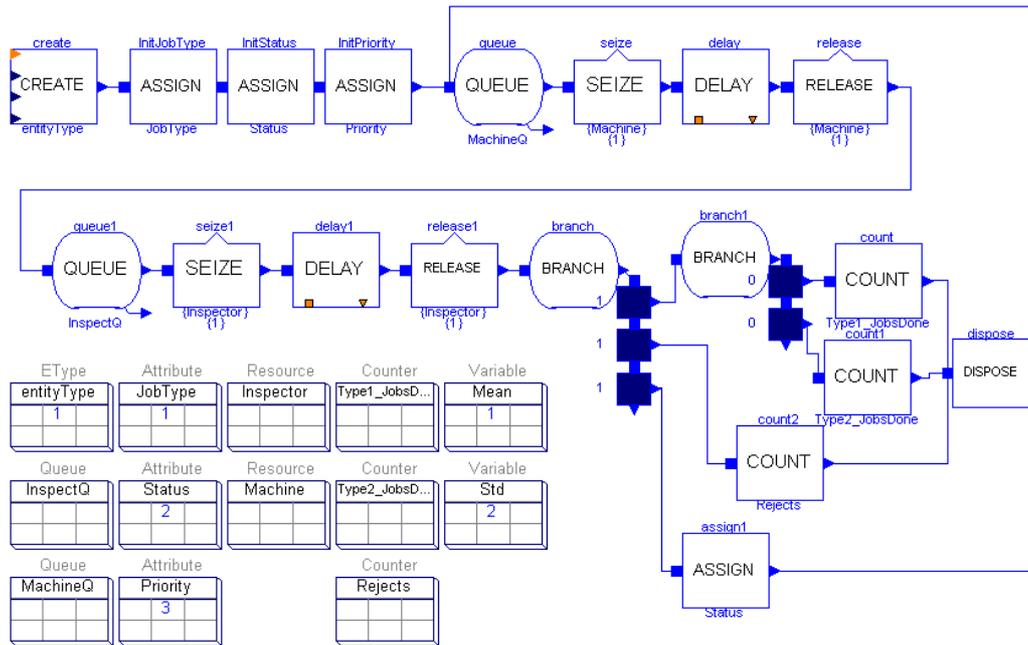 create InitJobType InitStatus InitPriority queue seize delay release
CREATE ASSIGN ASSIGN ASSIGN QUEUE SEIZE DELAY RELEASE
entityType JobType Status Priority MachineQ {Machine} {Machine}
{1} {1}
queue1 seize1 delay1 release1 branch branch1 count
QUEUE SEIZE DELAY RELEASE BRANCH BRANCH COUNT
0
1
InspectQ {Inspector} {Inspector} Type1_JobsDone
{1} {1} 0
count1 dispose
1
COUNT DISPOSE
1
Type2_JobsDone
EType Attribute Resource Counter Variable
entityType JobType Inspector Type1_JobsD... Mean
1 1 1
count2
COUNT
Rejects
Queue Attribute Resource Counter Variable
InspectQ Status Machine Type2_JobsD... Std
2 2
assign1
ASSIGN
Status
Queue Attribute Counter
MachineQ Priority Rejects
3